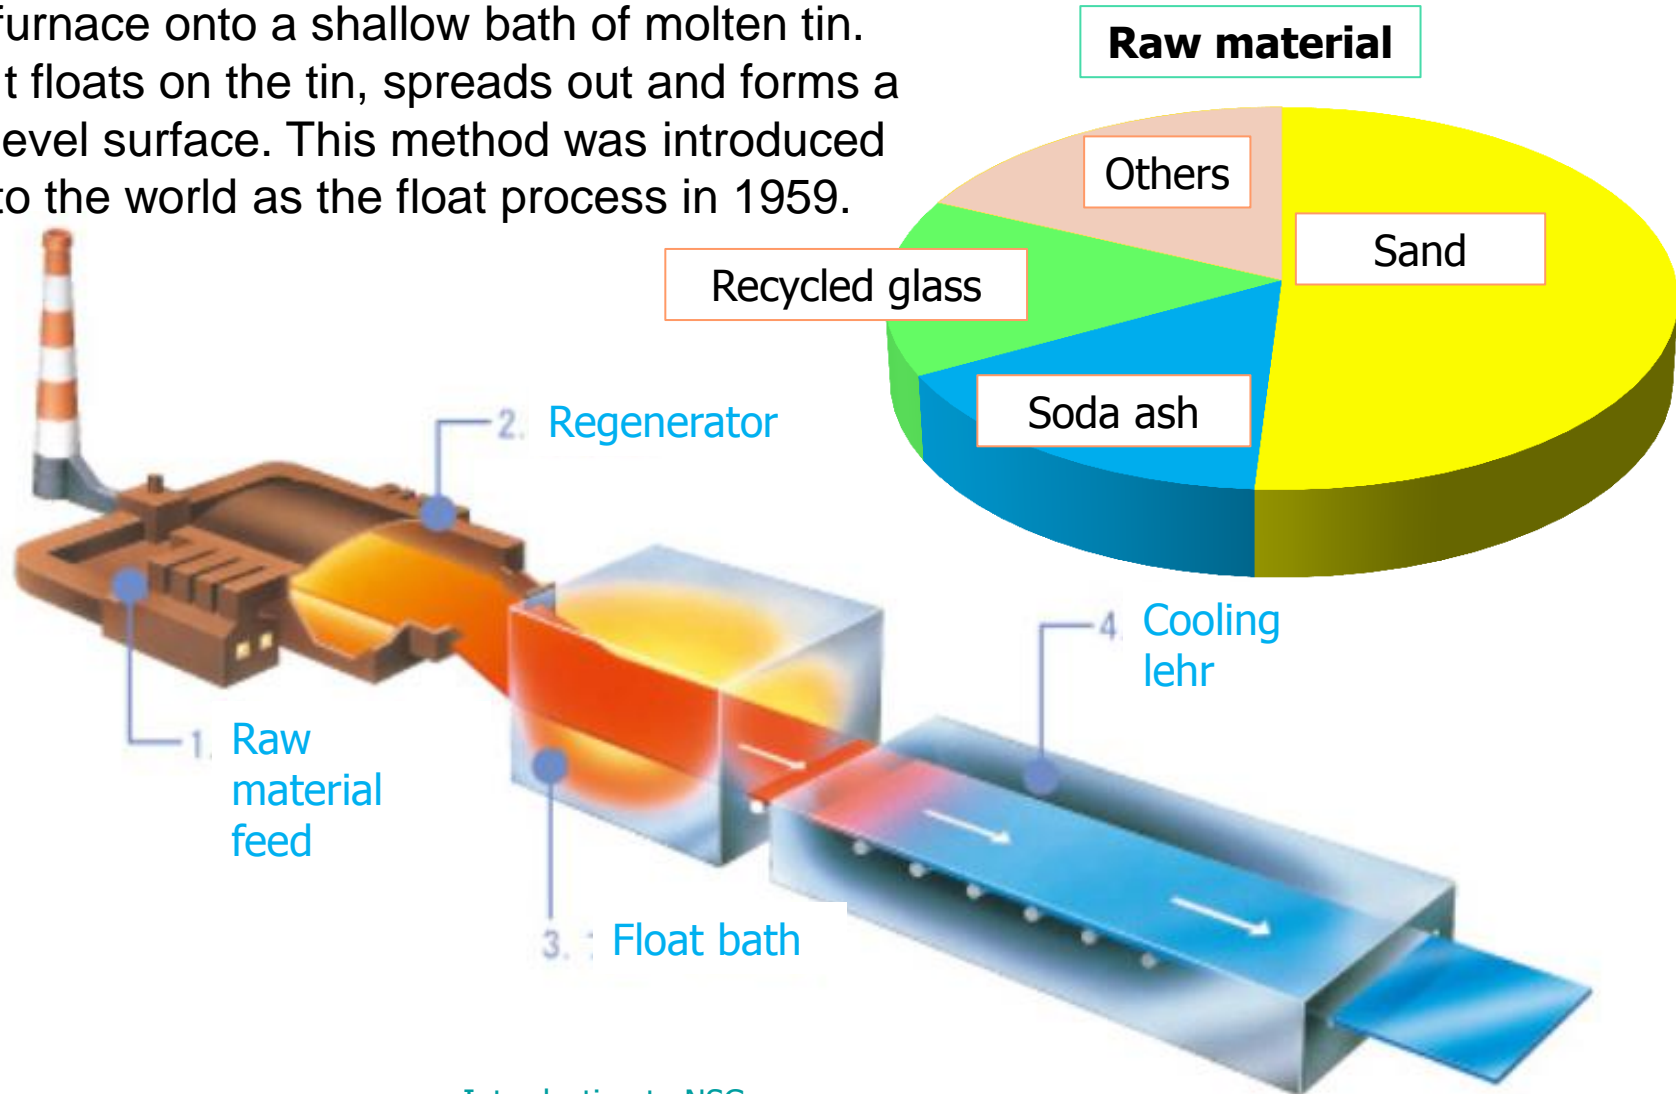 furnace onto a shallow bath of molten tin.
t floats on the tin, spreads out and forms a
evel surface. This method was introduced
to the world as the float process in 1959.
Raw material
Others
Sand
Recycled glass
Soda ash
2. Regenerator
4. Cooling
lehr
1. Raw
material
feed
3. Float bath